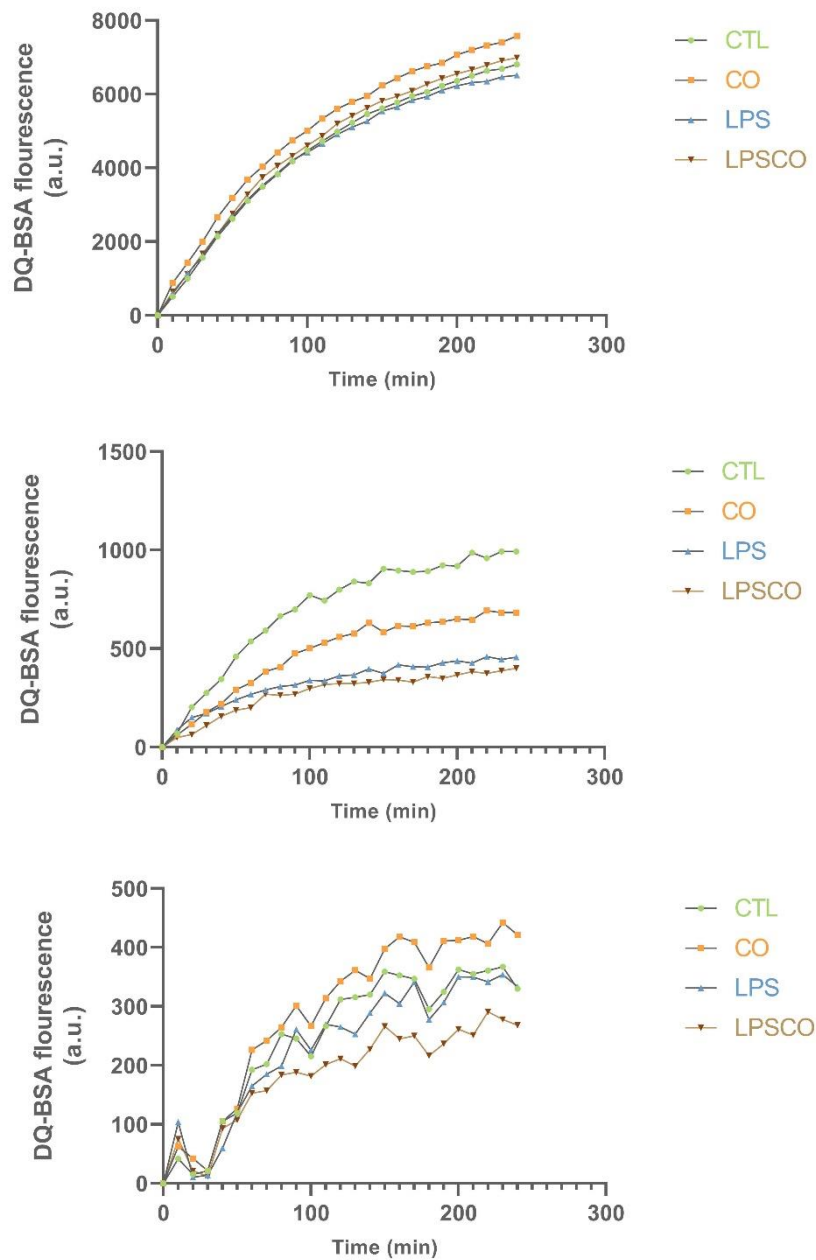 8000
6000
4000
2000
0
DQ-BSA flourescence
(a.u.)
0 100 200 300
Time (min)
CTL
CO
LPS
LPSCO
1500
1000
500
0
DQ-BSA flourescence
(a.u.)
0 100 200 300
Time (min)
CTL
CO
LPS
LPSCO
500
400
300
200
100
0
DQ-BSA flourescence
(a.u.)
0 100 200 300
Time (min)
CTL
CO
LPS
LPSCO